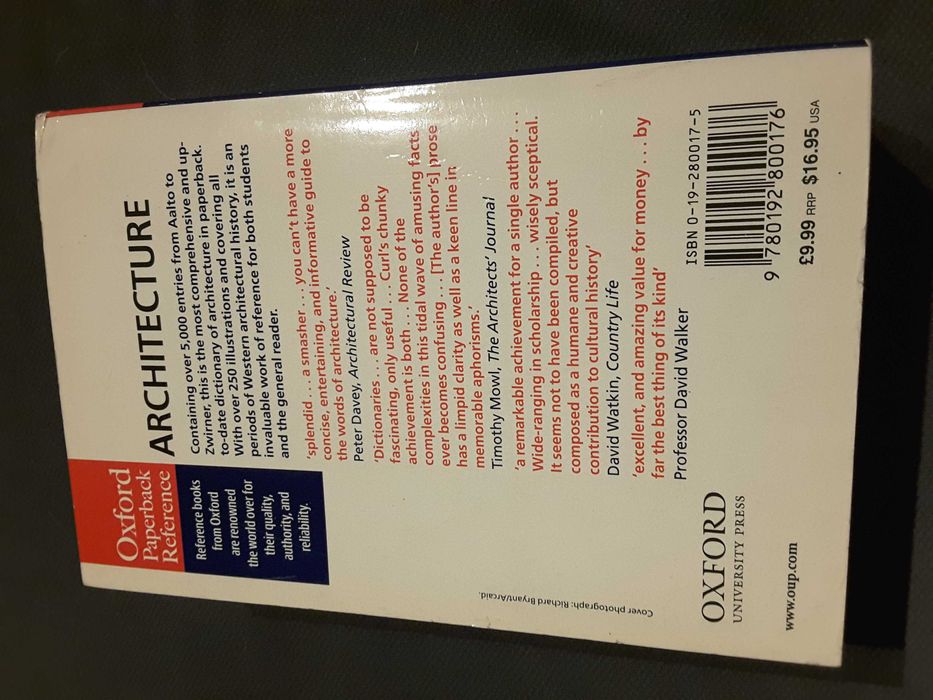 Oxford
Paperback
Reference
Reference books
from Oxford
are renowned
the world over for
their quality,
authority, and
reliability.
ARCHITECTURE
Containing over 5,000 entries from Aalto to
Zwirner, this is the most comprehensive and up-
to-date dictionary of architecture in paperback.
With over 250 illustrations and covering all
periods of Western architectural history, it is an
invaluable work of reference for both students
and the general reader.
'splendid . . . a smasher . . . you can't have a more
concise, entertaining, and informative guide to
the words of architecture.'
Peter Davey, Architectural Review
'Dictionaries . . . are not supposed to be
fascinating, only useful . . . Curl's chunky
achievement is both . . . None of the
complexities in this tidal wave of amusing facts
ever becomes confusing . . . [The author's] prose
has a limpid clarity as well as a keen line in
memorable aphorisms.'
Timothy Mowl, The Architects' Journal
'a remarkable achievement for a single author . . .
Wide-ranging in scholarship . . . wisely sceptical.
It seems not to have been compiled, but
composed as a humane and creative
contribution to cultural history'
David Watkin, Country Life
'excellent, and amazing value for money . . . by
far the best thing of its kind'
Professor David Walker
Cover photograph: Richard Bryant/Arcaid.
OXFORD
UNIVERSITY PRESS
www.oup.com
ISBN 0-19-280017-5
9 780192 800176
£9.99 RRP $16.95 USA